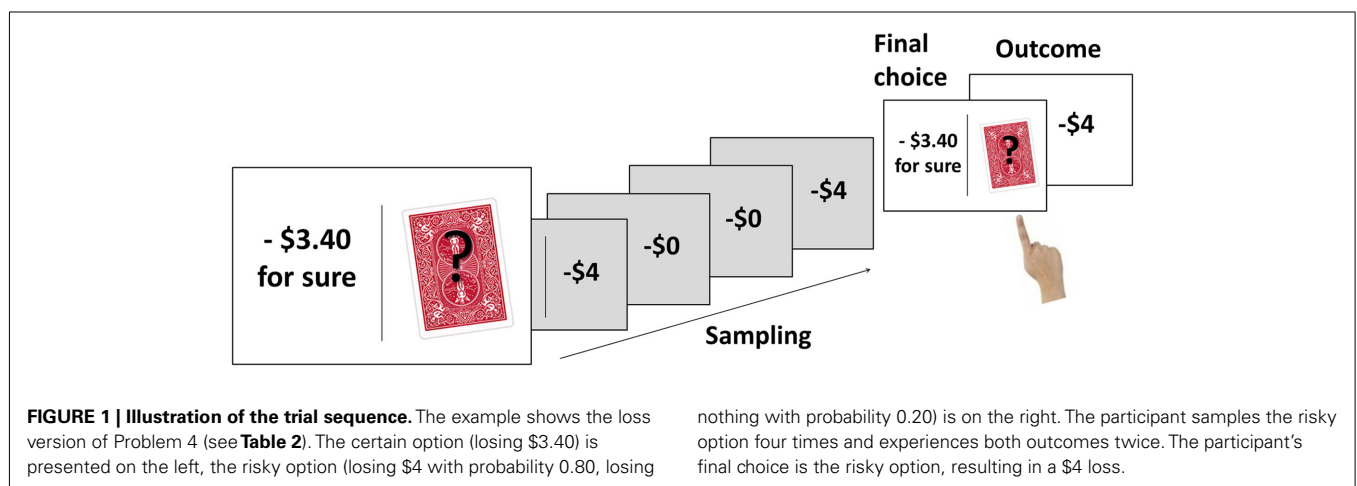 Final
choice
Outcome
- $3.40
for sure
?
-$4
-$0
-$0
-$4
- $3.40
for sure
?
-$4
Sampling
FIGURE 1 | Illustration of the trial sequence. The example shows the loss
version of Problem 4 (see Table 2). The certain option (losing $3.40) is
presented on the left, the risky option (losing $4 with probability 0.80, losing
nothing with probability 0.20) is on the right. The participant samples the risky
option four times and experiences both outcomes twice. The participant's
final choice is the risky option, resulting in a $4 loss.